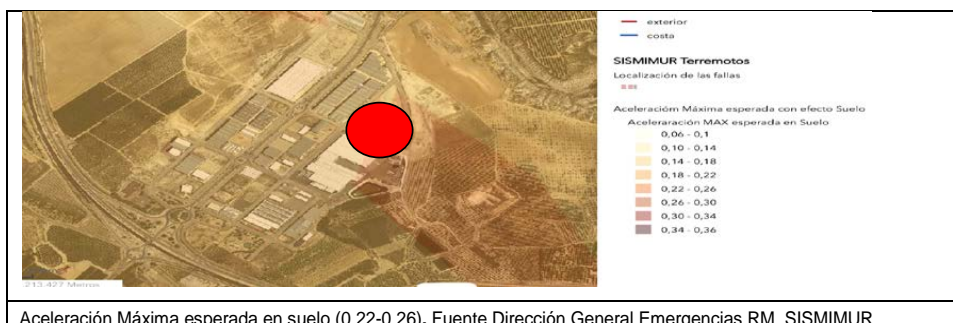 exterior
costa
SISMIMUR Terremotos
Localización de las fallas
Aceleracióm Máxima esperada con efecto Suelo
Aceleraración MAX esperada en Suelo
0,06 - 0,1
0,10 - 0,14
0,14 - 0,18
0,18 - 0,22
0,22 - 0,26
0,26 - 0,30
0,30 - 0,34
0,34 - 0,36
213.427 Metros
Aceleración Máxima esperada en suelo (0,22-0,26). Fuente Dirección General Emergencias RM. SISMIMUR